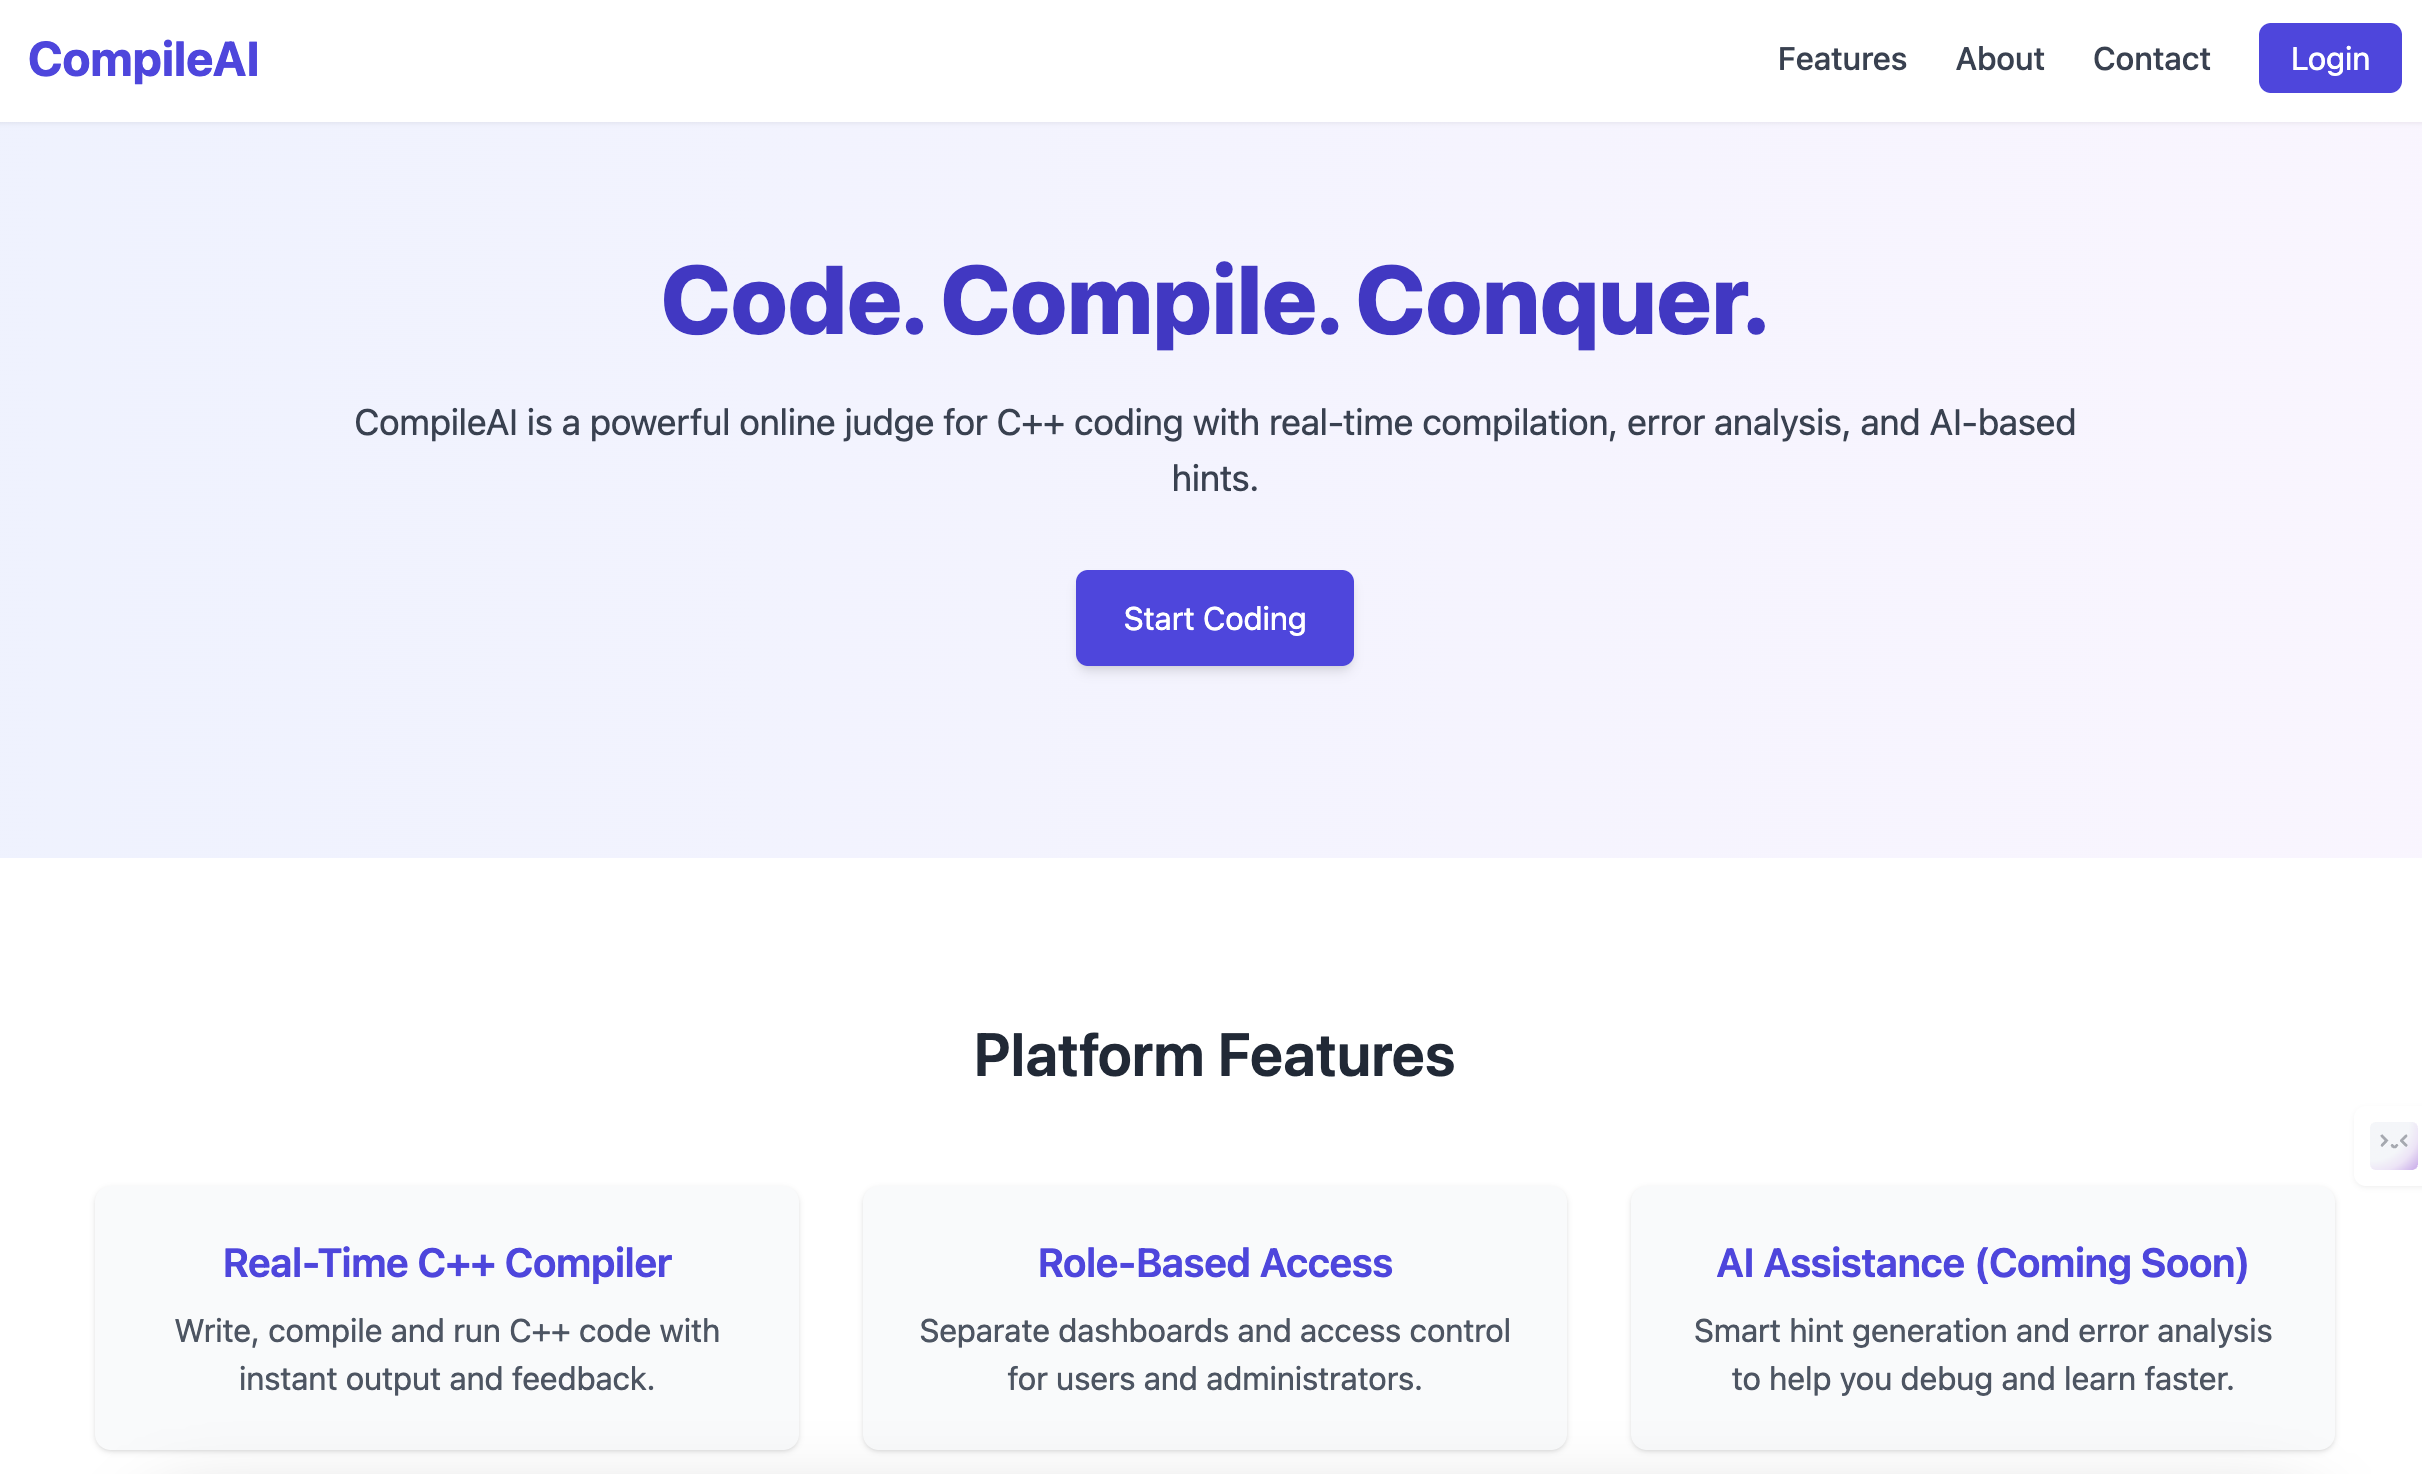 CompileAI
Features
About
Contact
Login
Code. Compile. Conquer.
CompileAI is a powerful online judge for C++ coding with real-time compilation, error analysis, and AI-based
hints.
Start Coding
Platform Features
Real-Time C++ Compiler
Write, compile and run C++ code with
instant output and feedback.
Role-Based Access
Separate dashboards and access control
for users and administrators.
AI Assistance (Coming Soon)
Smart hint generation and error analysis
to help you debug and learn faster.